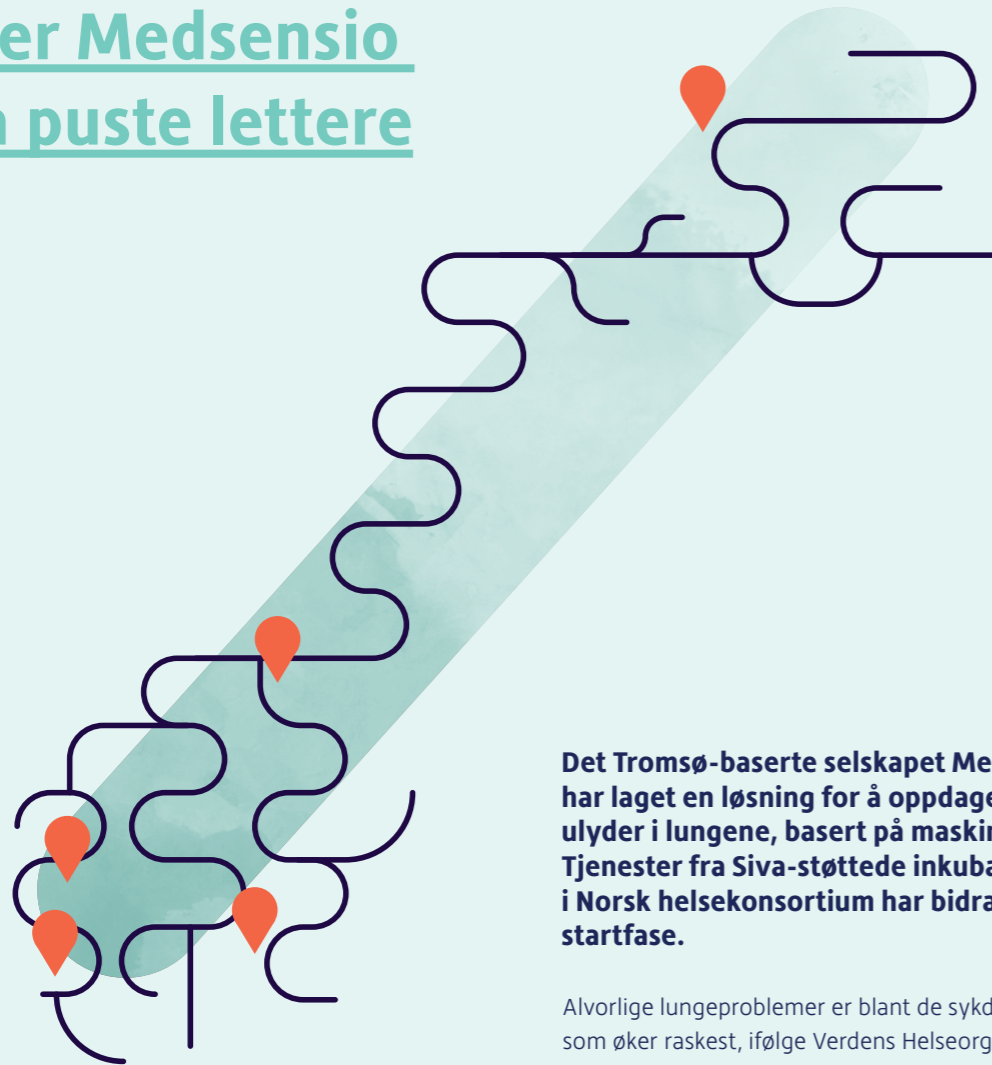 er Medsensio
puste lettere
Det Tromsø-baserte selskapet Me
har laget en løsning for å oppdage
ulyder i lungene, basert på maskin
Tjenester fra Siva-støttede inkuba
i Norsk helsekonsortium har bidra
startfase.
Alvorlige lungeproblemer er blant de sykd
som øker raskest, ifølge Verdens Helseorg